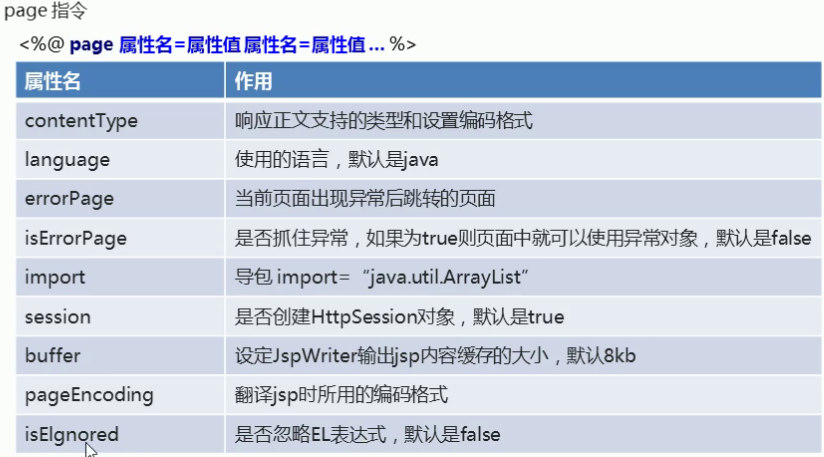 page 指令
<%@ page 属性名=属性值 属性名=属性值 ... %>
属性名 作用
contentType 响应正文支持的类型和设置编码格式
language 使用的语言，默认是java
errorPage 当前页面出现异常后跳转的页面
isErrorPage 是否抓住异常，如果为true则页面中就可以使用异常对象，默认是false
import 导包 import=“java.util.ArrayList”
session 是否创建HttpSession对象，默认是true
buffer 设定JspWriter输出jsp内容缓存的大小，默认8kb
pageEncoding 翻译jsp时所用的编码格式
isElgnored 是否忽略EL表达式，默认是false